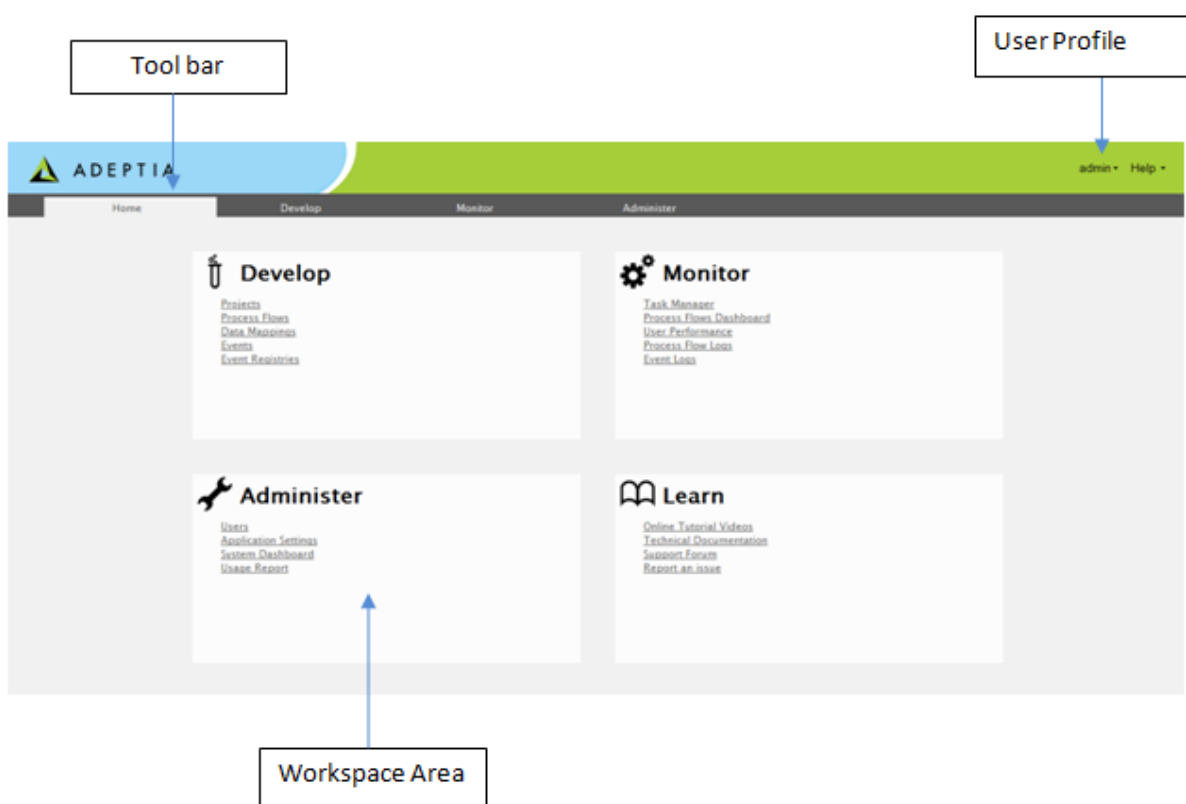 Tool bar
User Profile
ADEPTIA
admin Help
Home Develop Monitor Administer
Develop
Projects
Process Flows
Data Mappings
Events
Event Registries
Monitor
Task Manager
Process Flows Dashboard
User Performance
Process Flow Logs
Event Logs
Administer
Users
Application Settings
System Dashboard
Usage Report
Learn
Online Tutorial Videos
Technical Documentation
Support Forum
Report an issue
Workspace Area